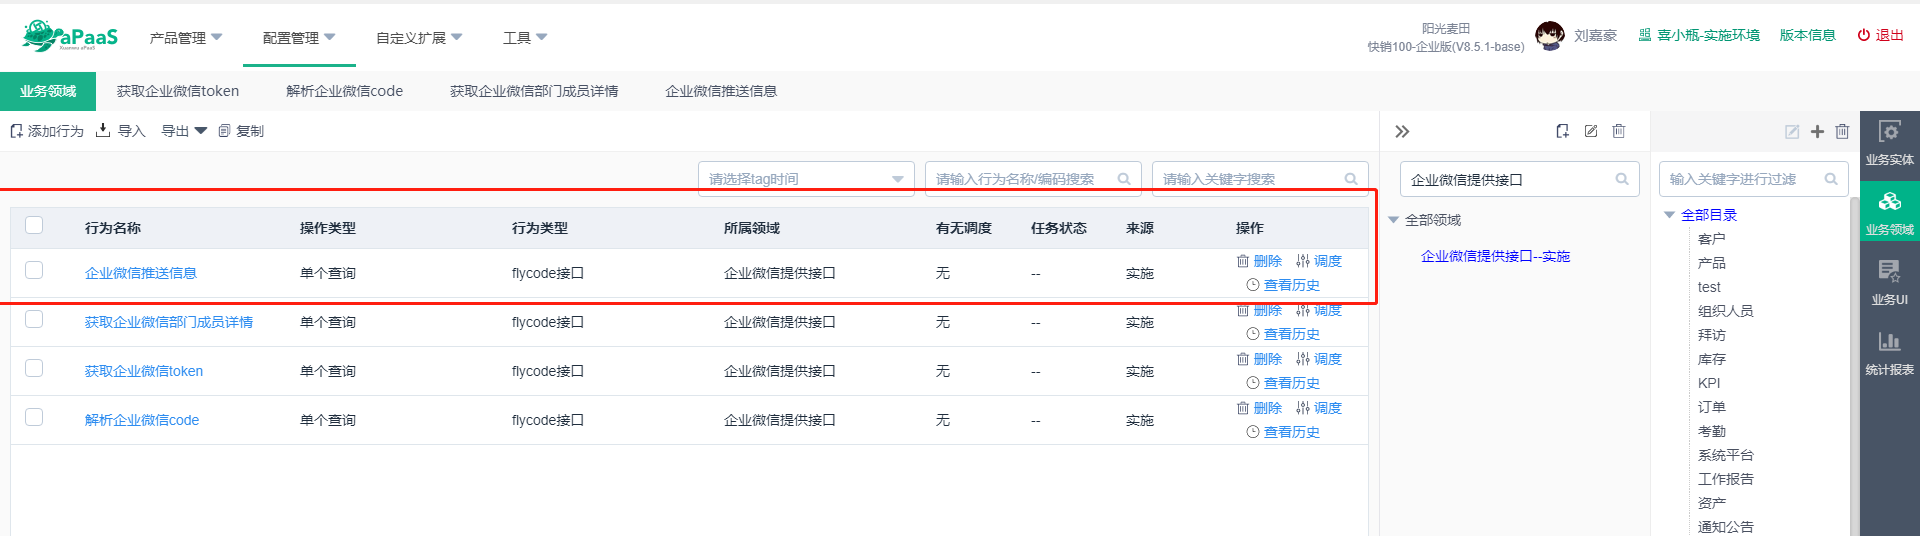 aPaaS
Xuanwu aPaaS
产品管理
配置管理
自定义扩展
工具
阳光麦田
快销100-企业版(V8.5.1-base)
刘嘉豪
喜小瓶-实施环境
版本信息
退出
业务领域
获取企业微信token
解析企业微信code
获取企业微信部门成员详情
企业微信推送信息
添加行为
导入
导出
复制
请选择tag时间
请输入行为名称/编码搜索
请输入关键字搜索
行为名称 操作类型 行为类型 所属领域 有无调度 任务状态 来源 操作
企业微信推送信息 单个查询 flycode接口 企业微信提供接口 无 -- 实施 删除 调度
查看历史
获取企业微信部门成员详情 单个查询 flycode接口 企业微信提供接口 无 -- 实施 删除 调度
查看历史
获取企业微信token 单个查询 flycode接口 企业微信提供接口 无 -- 实施 删除 调度
查看历史
解析企业微信code 单个查询 flycode接口 企业微信提供接口 无 -- 实施 删除 调度
查看历史
企业微信提供接口
全部领域
企业微信提供接口--实施
输入关键字进行过滤
全部目录
客户
产品
test
组织人员
拜访
库存
KPI
订单
考勤
系统平台
工作报告
资产
通知公告
业务实体
业务领域
业务UI
统计报表